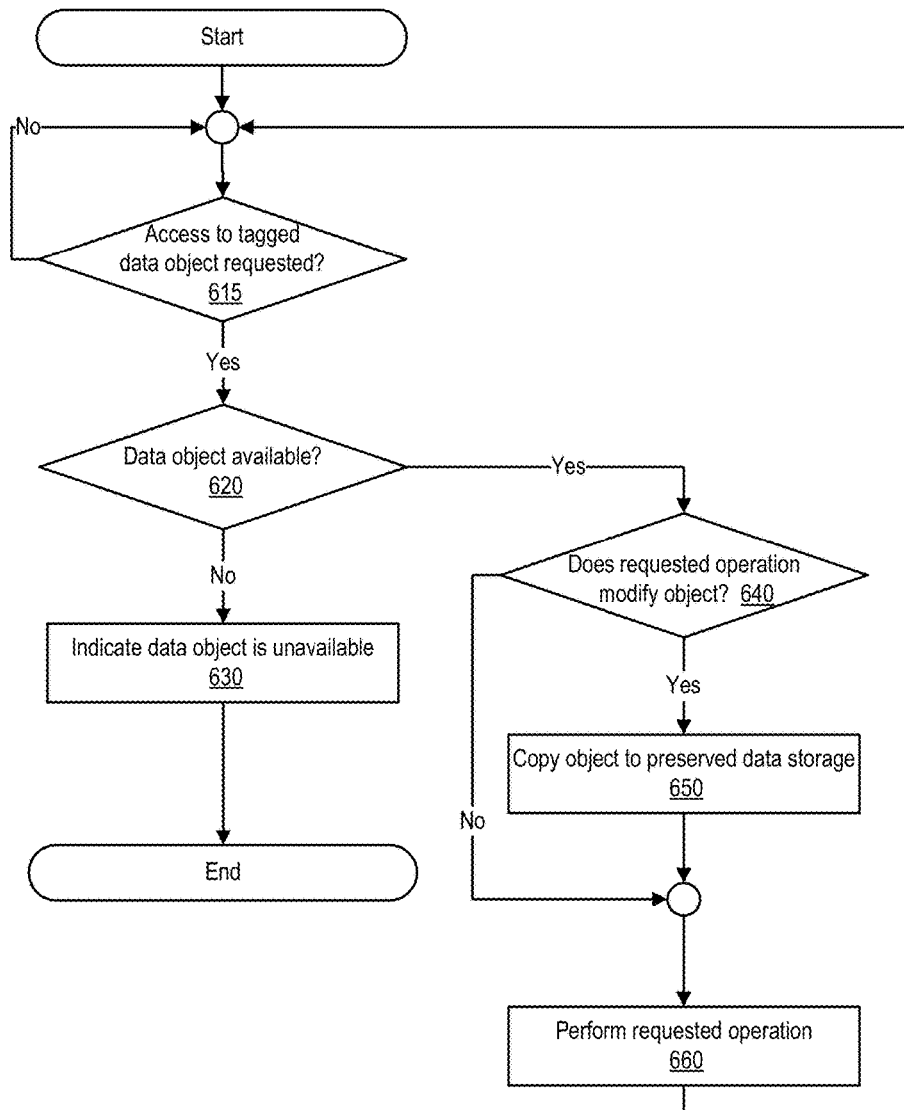 Start
No
Access to tagged
data object requested?
615
Yes
Data object available?
620
Yes
No
Does requested operation
modify object? 640
Indicate data object is unavailable
630
Yes
Copy object to preserved data storage
650
No
End
Perform requested operation
660